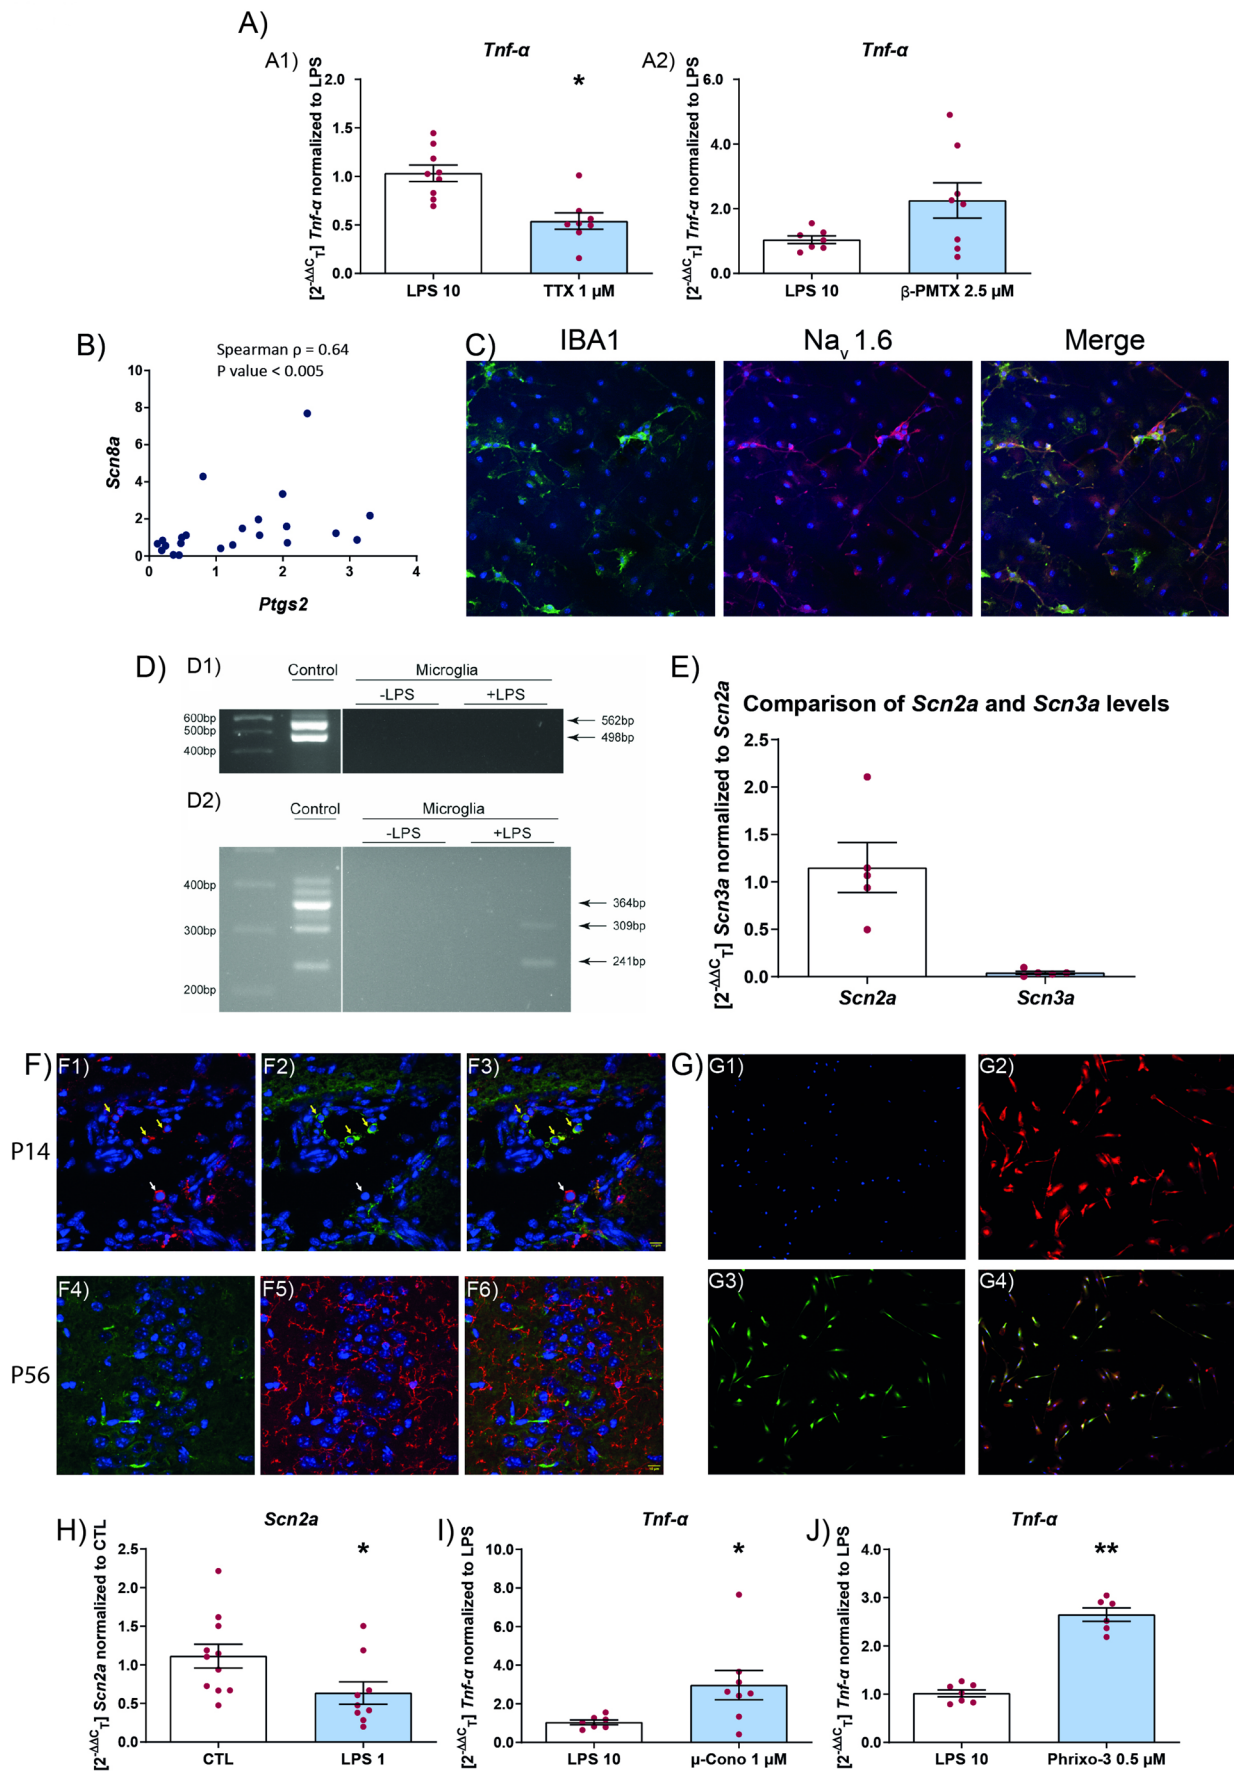 A)
A1)
Tnf-α
[2-ΔΔCT] Tnf-α normalized to LPS
2.0
1.5
1.0
0.5
0.0
*
LPS 10
TTX 1 µM
A2)
Tnf-α
[2-ΔΔCT] Tnf-α normalized to LPS
6.0
4.0
2.0
0.0
LPS 10
β-PMTX 2.5 µM
B)
Spearman ρ = 0.64
P value < 0.005
Scn8a
10
8
6
4
2
0
0 1 2 3 4
Ptgs2
C)
IBA1
Nav 1.6
Merge
D)
D1)
Control
Microglia
-LPS
+LPS
600bp
500bp
400bp
562bp
498bp
D2)
Control
Microglia
-LPS
+LPS
400bp
300bp
200bp
364bp
309bp
241bp
E)
Comparison of Scn2a and Scn3a levels
[2-ΔΔCT] Scn3a normalized to Scn2a
2.5
2.0
1.5
1.0
0.5
0.0
Scn2a
Scn3a
F)
F1)
F2)
F3)
P14
F4)
F5)
F6)
P56
G)
G1)
G2)
G3)
G4)
H)
Scn2a
[2-ΔΔCT] Scn2a normalized to CTL
2.5
2.0
1.5
1.0
0.5
0.0
*
CTL
LPS 1
I)
Tnf-α
[2-ΔΔCT] Tnf-α normalized to LPS
10.0
8.0
6.0
4.0
2.0
0.0
*
LPS 10
µ-Cono 1 µM
J)
Tnf-α
[2-ΔΔCT] Tnf-α normalized to LPS
4.0
3.0
2.0
1.0
0.0
**
LPS 10
Phrixo-3 0.5 µM